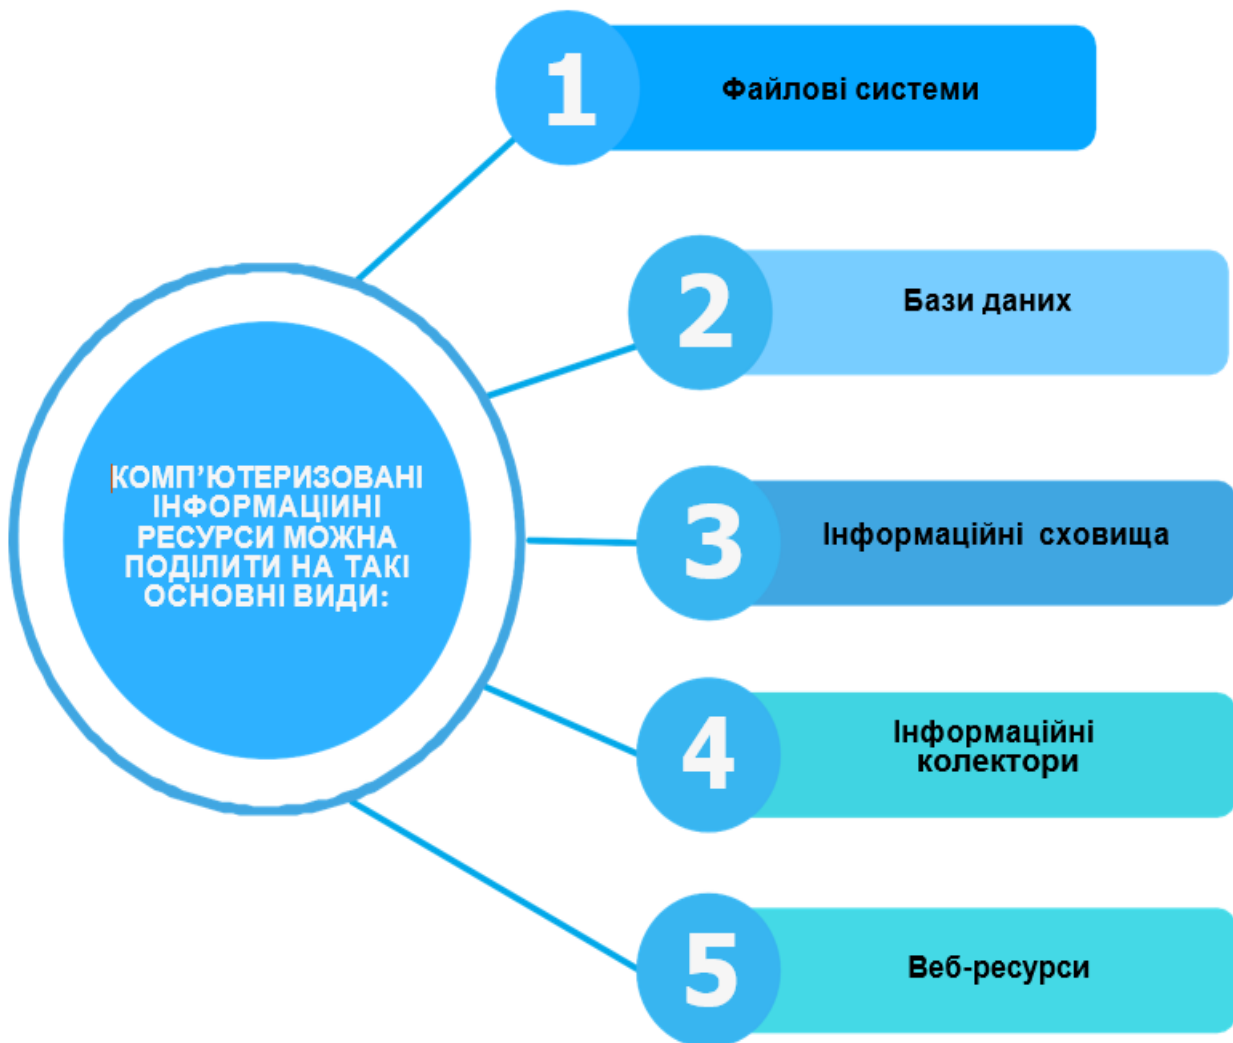 1
Файлові системи
2
Бази даних
КОМП’ЮТЕРИЗОВАНІ
ІНФОРМАЦІЙНІ
РЕСУРСИ МОЖНА
ПОДІЛИТИ НА ТАКІ
ОСНОВНІ ВИДИ:
3
Інформаційні сховища
4
Інформаційні
колектори
5
Веб-ресурси